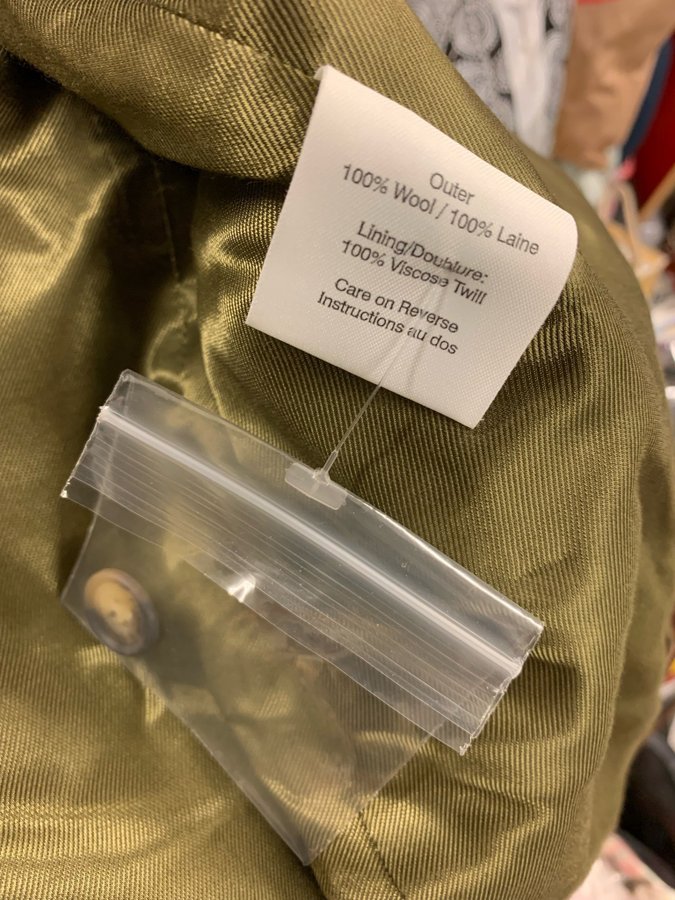 Outer
100% Wool / 100% Laine
Lining/Doublure:
100% Viscose Twill
Care on Reverse
Instructions au dos